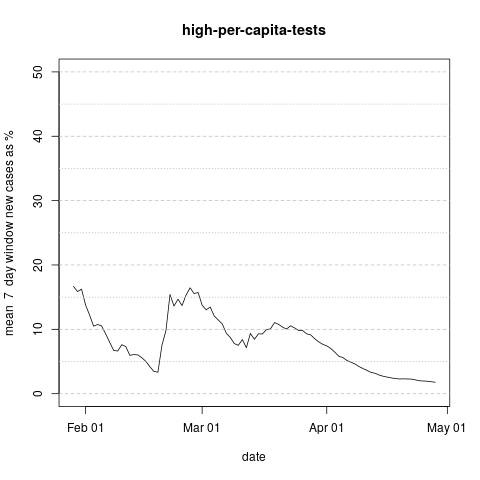 high-per-capita-tests
mean 7 day window new cases as %
50
40
30
20
10
0
Feb 01
Mar 01
Apr 01
May 01
date